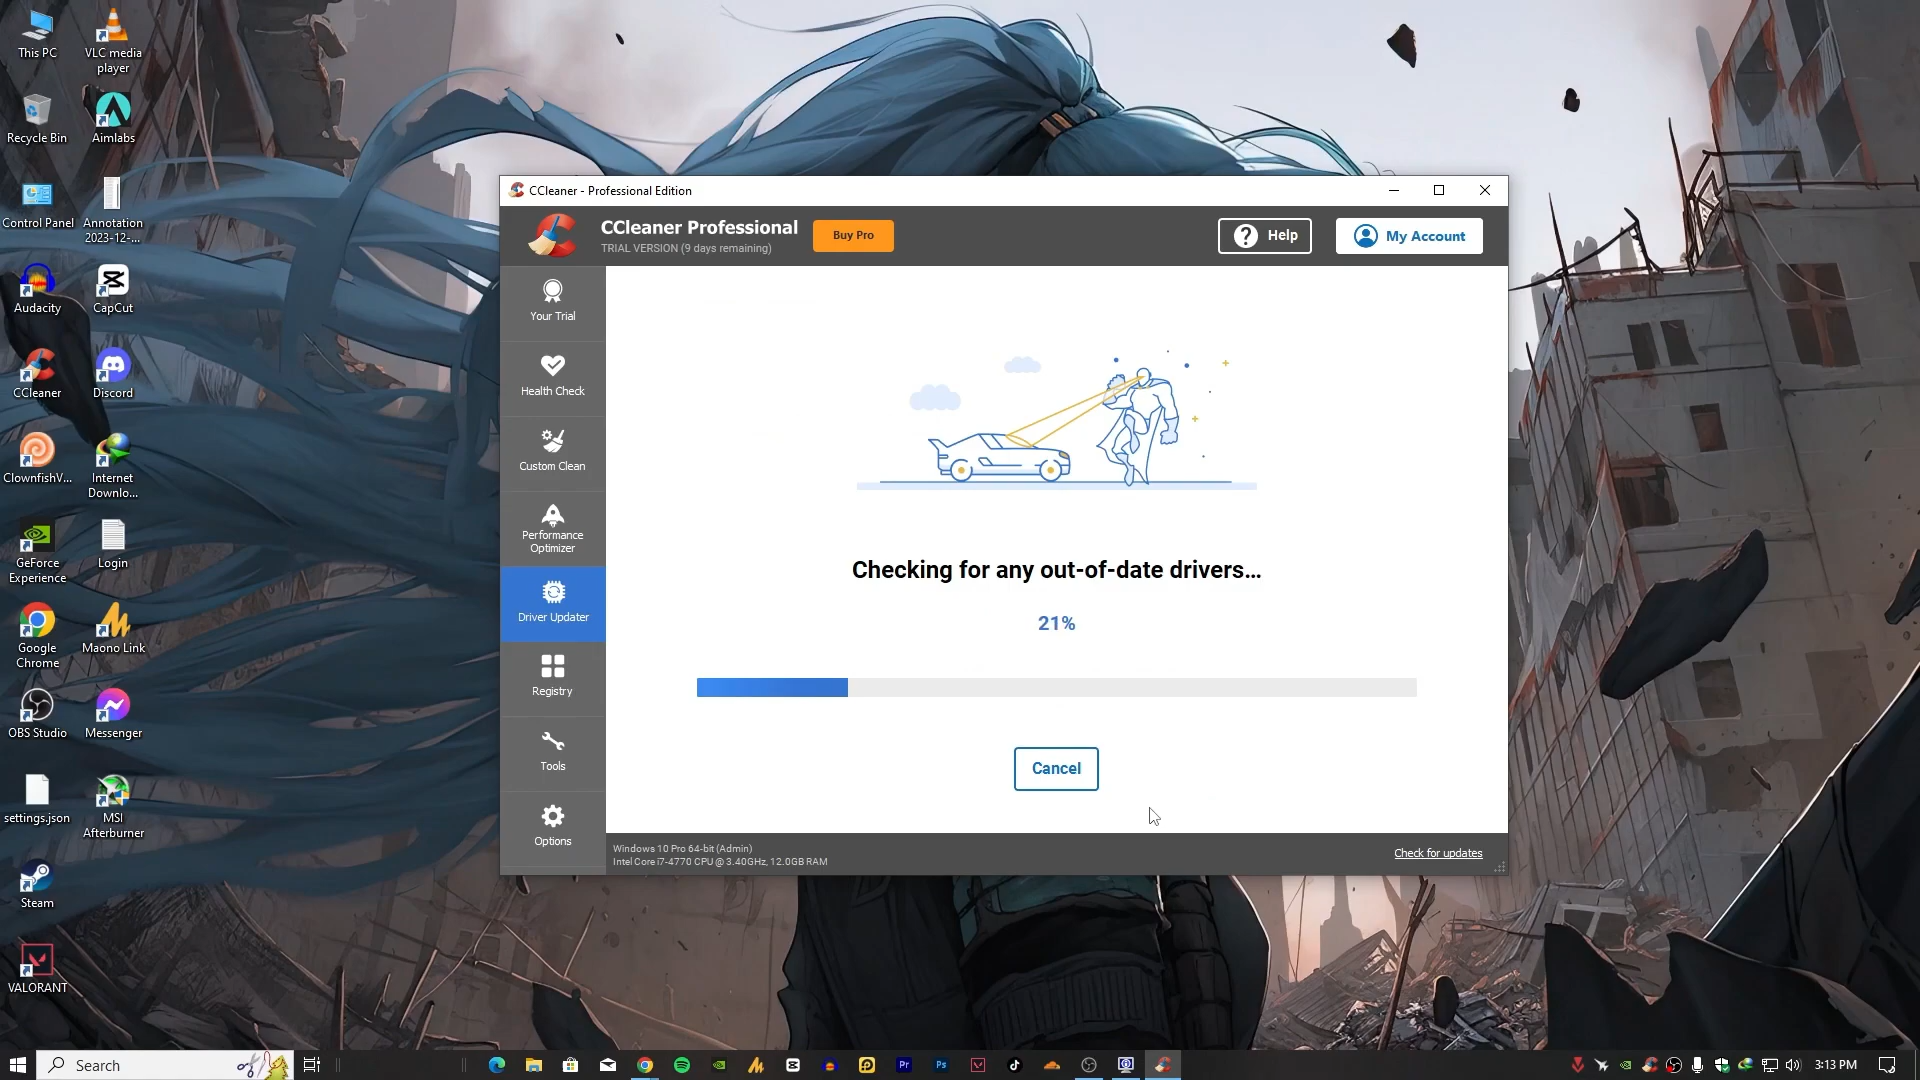 This PC
VLC media
player
Recycle Bin
Aimlabs
Control Panel
Annotation
2023-12-...
Audacity
CapCut
CCleaner
Discord
ClownfishV...
Internet
Downlo...
GeForce
Experience
Login
Google
Chrome
Maono Link
OBS Studio
Messenger
settings.json
MSI
Afterburner
Steam
VALORANT
CCleaner - Professional Edition
CCleaner Professional
TRIAL VERSION (9 days remaining)
Buy Pro
? Help
My Account
Your Trial
Health Check
Custom Clean
Performance
Optimizer
Driver Updater
Registry
Tools
Options
Checking for any out-of-date drivers...
21%
Cancel
Windows 10 Pro 64-bit (Admin)
Intel Core i7-4770 CPU @ 3.40GHz, 12.0GB RAM
Check for updates
Search
Pr
Ps
3:13 PM